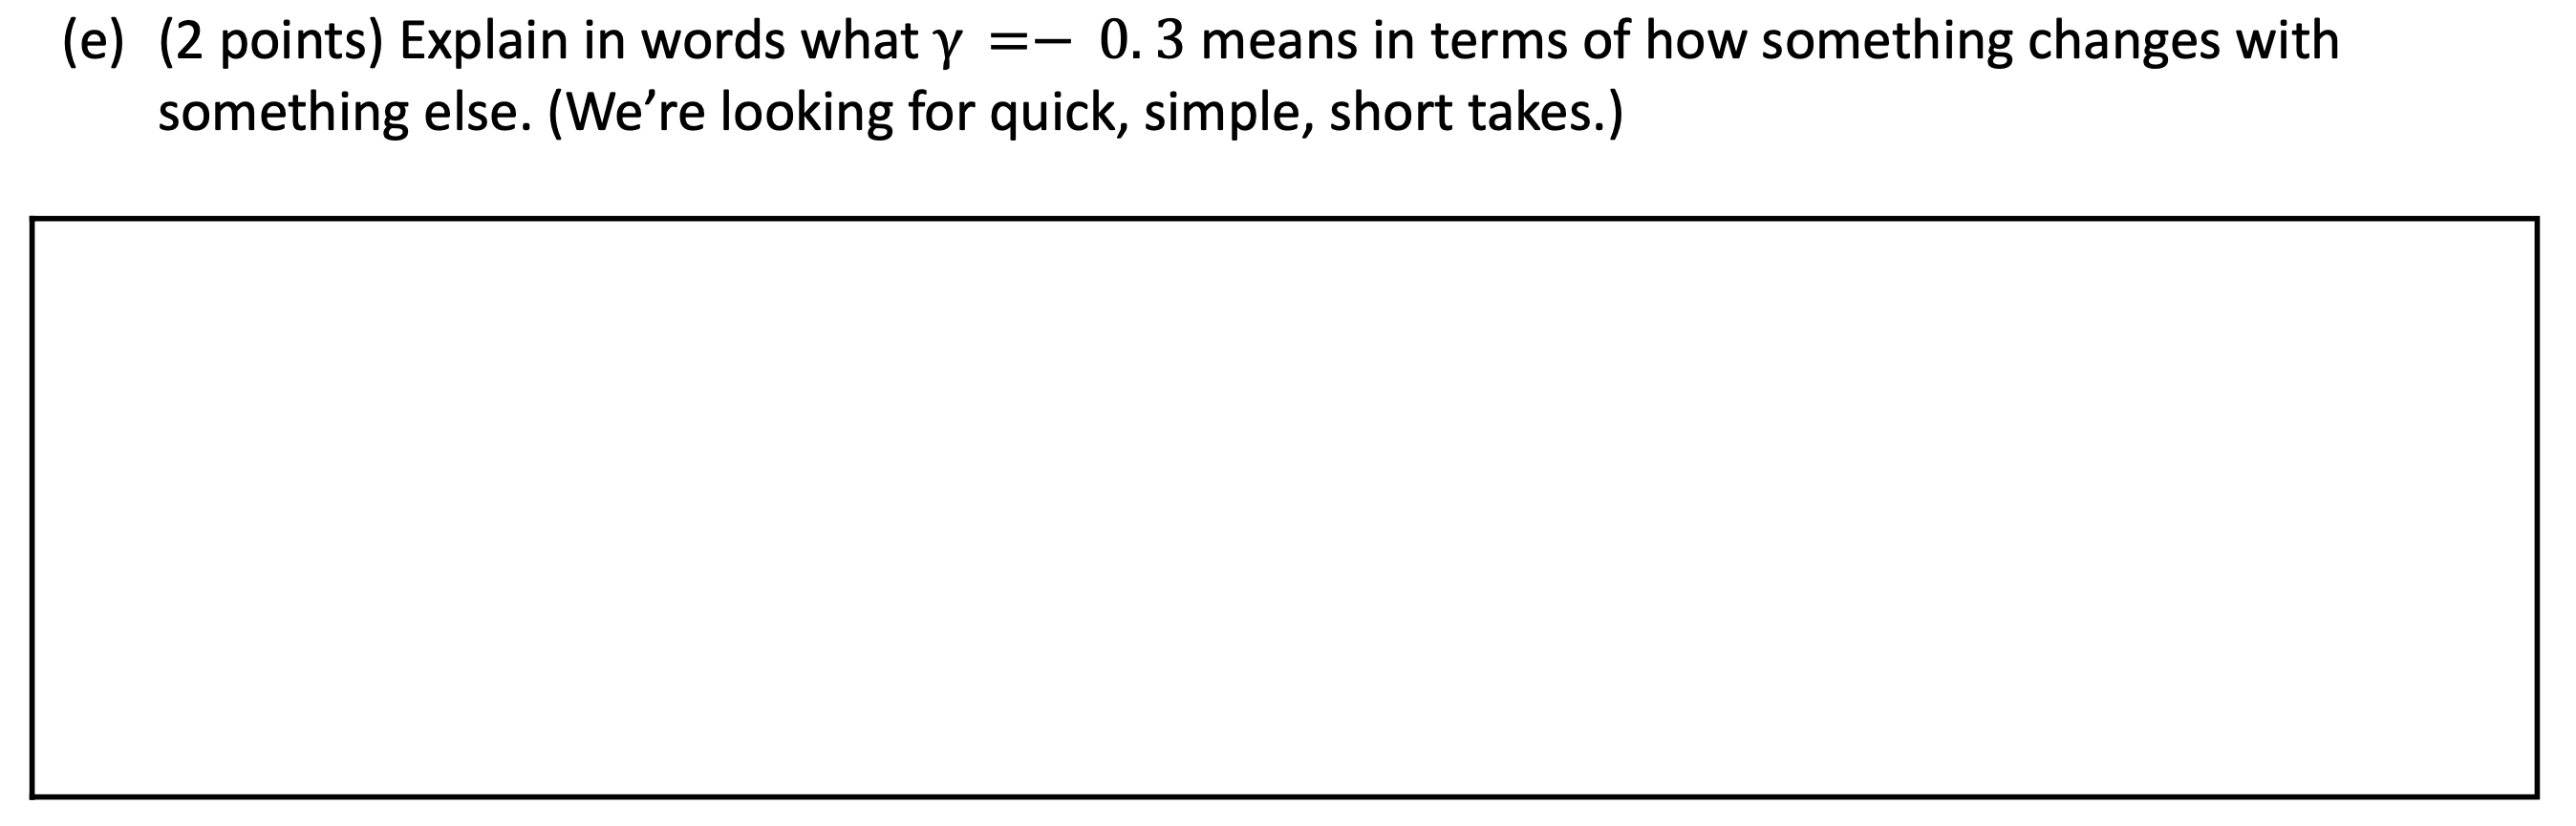 (e) (2 points) Explain in words what γ =− 0. 3 means in terms of how something changes with
something else. (We’re looking for quick, simple, short takes.)